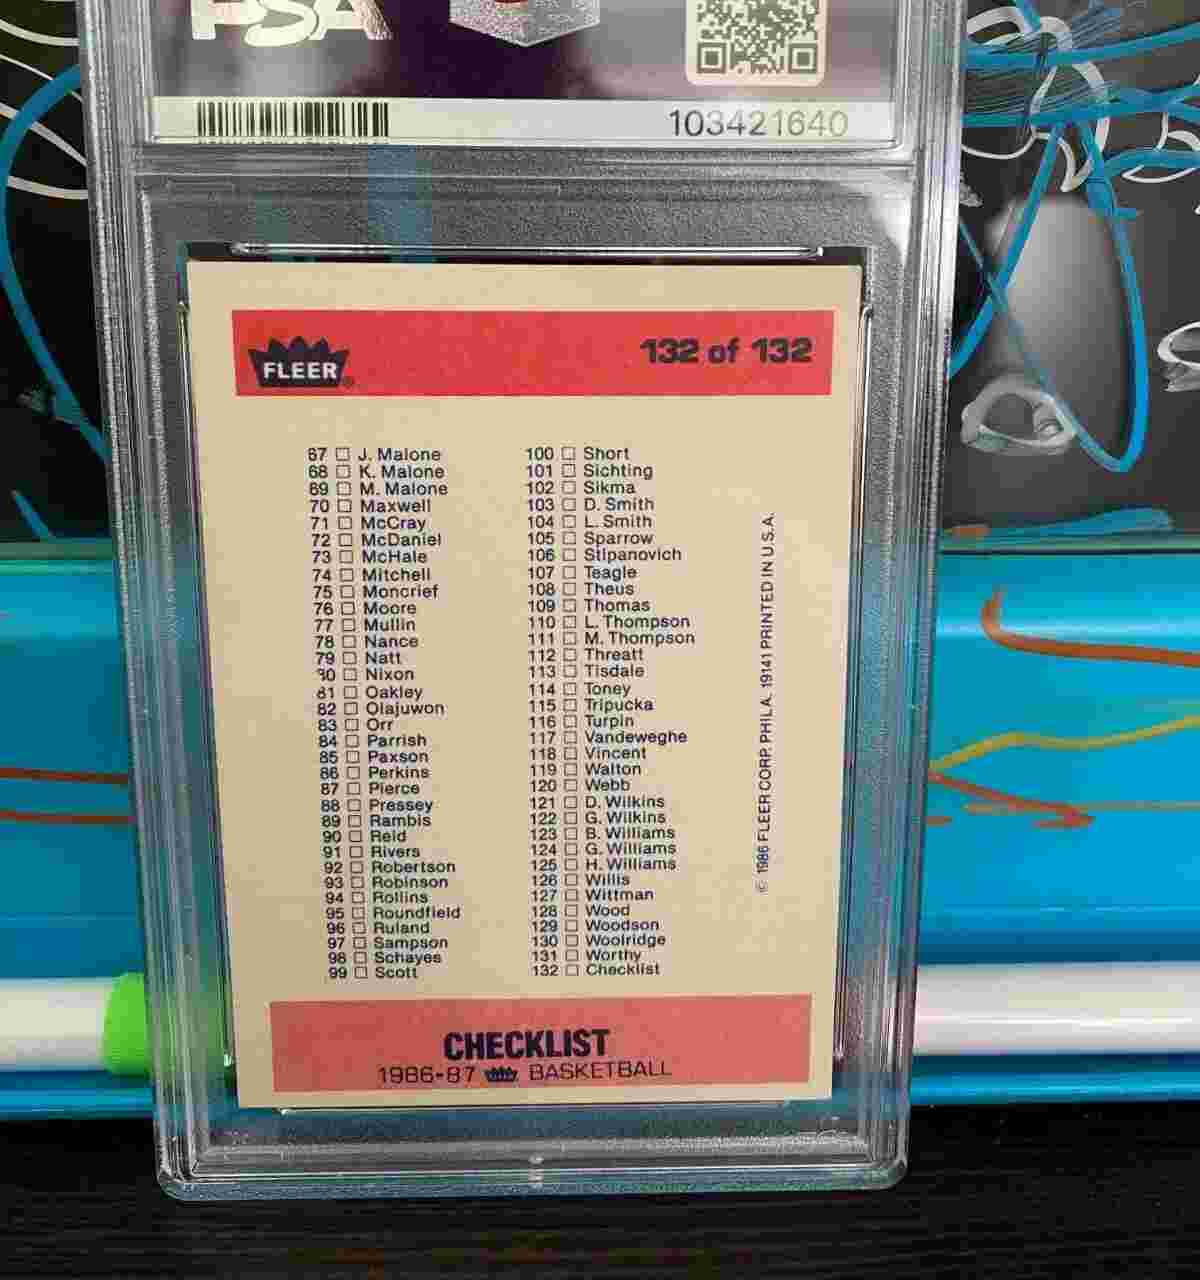 PSA
103421640
FLEER®
132 of 132
67 □ J. Malone
68 □ K. Malone
69 □ M. Malone
70 □ Maxwell
71 □ McCray
72 □ McDaniel
73 □ McHale
74 □ Mitchell
75 □ Moncrief
76 □ Moore
77 □ Mullin
78 □ Nance
79 □ Natt
80 □ Nixon
81 □ Oakley
82 □ Olajuwon
83 □ Orr
84 □ Parrish
85 □ Paxson
86 □ Perkins
87 □ Pierce
88 □ Pressey
89 □ Rambis
90 □ Reid
91 □ Rivers
92 □ Robertson
93 □ Robinson
94 □ Rollins
95 □ Roundfield
96 □ Ruland
97 □ Sampson
98 □ Schayes
99 □ Scott
100 □ Short
101 □ Sichting
102 □ Sikma
103 □ D. Smith
104 □ L. Smith
105 □ Sparrow
106 □ Stipanovich
107 □ Teagle
108 □ Theus
109 □ Thomas
110 □ L. Thompson
111 □ M. Thompson
112 □ Threatt
113 □ Tisdale
114 □ Toney
115 □ Tripucka
116 □ Turpin
117 □ Vandeweghe
118 □ Vincent
119 □ Walton
120 □ Webb
121 □ D. Wilkins
122 □ G. Wilkins
123 □ B. Williams
124 □ G. Williams
125 □ H. Williams
126 □ Willis
127 □ Wittman
128 □ Wood
129 □ Woodson
130 □ Woolridge
131 □ Worthy
132 □ Checklist
© 1986 FLEER CORP. PHILA. 19141 PRINTED IN U.S.A.
CHECKLIST
1986-87 BASKETBALL